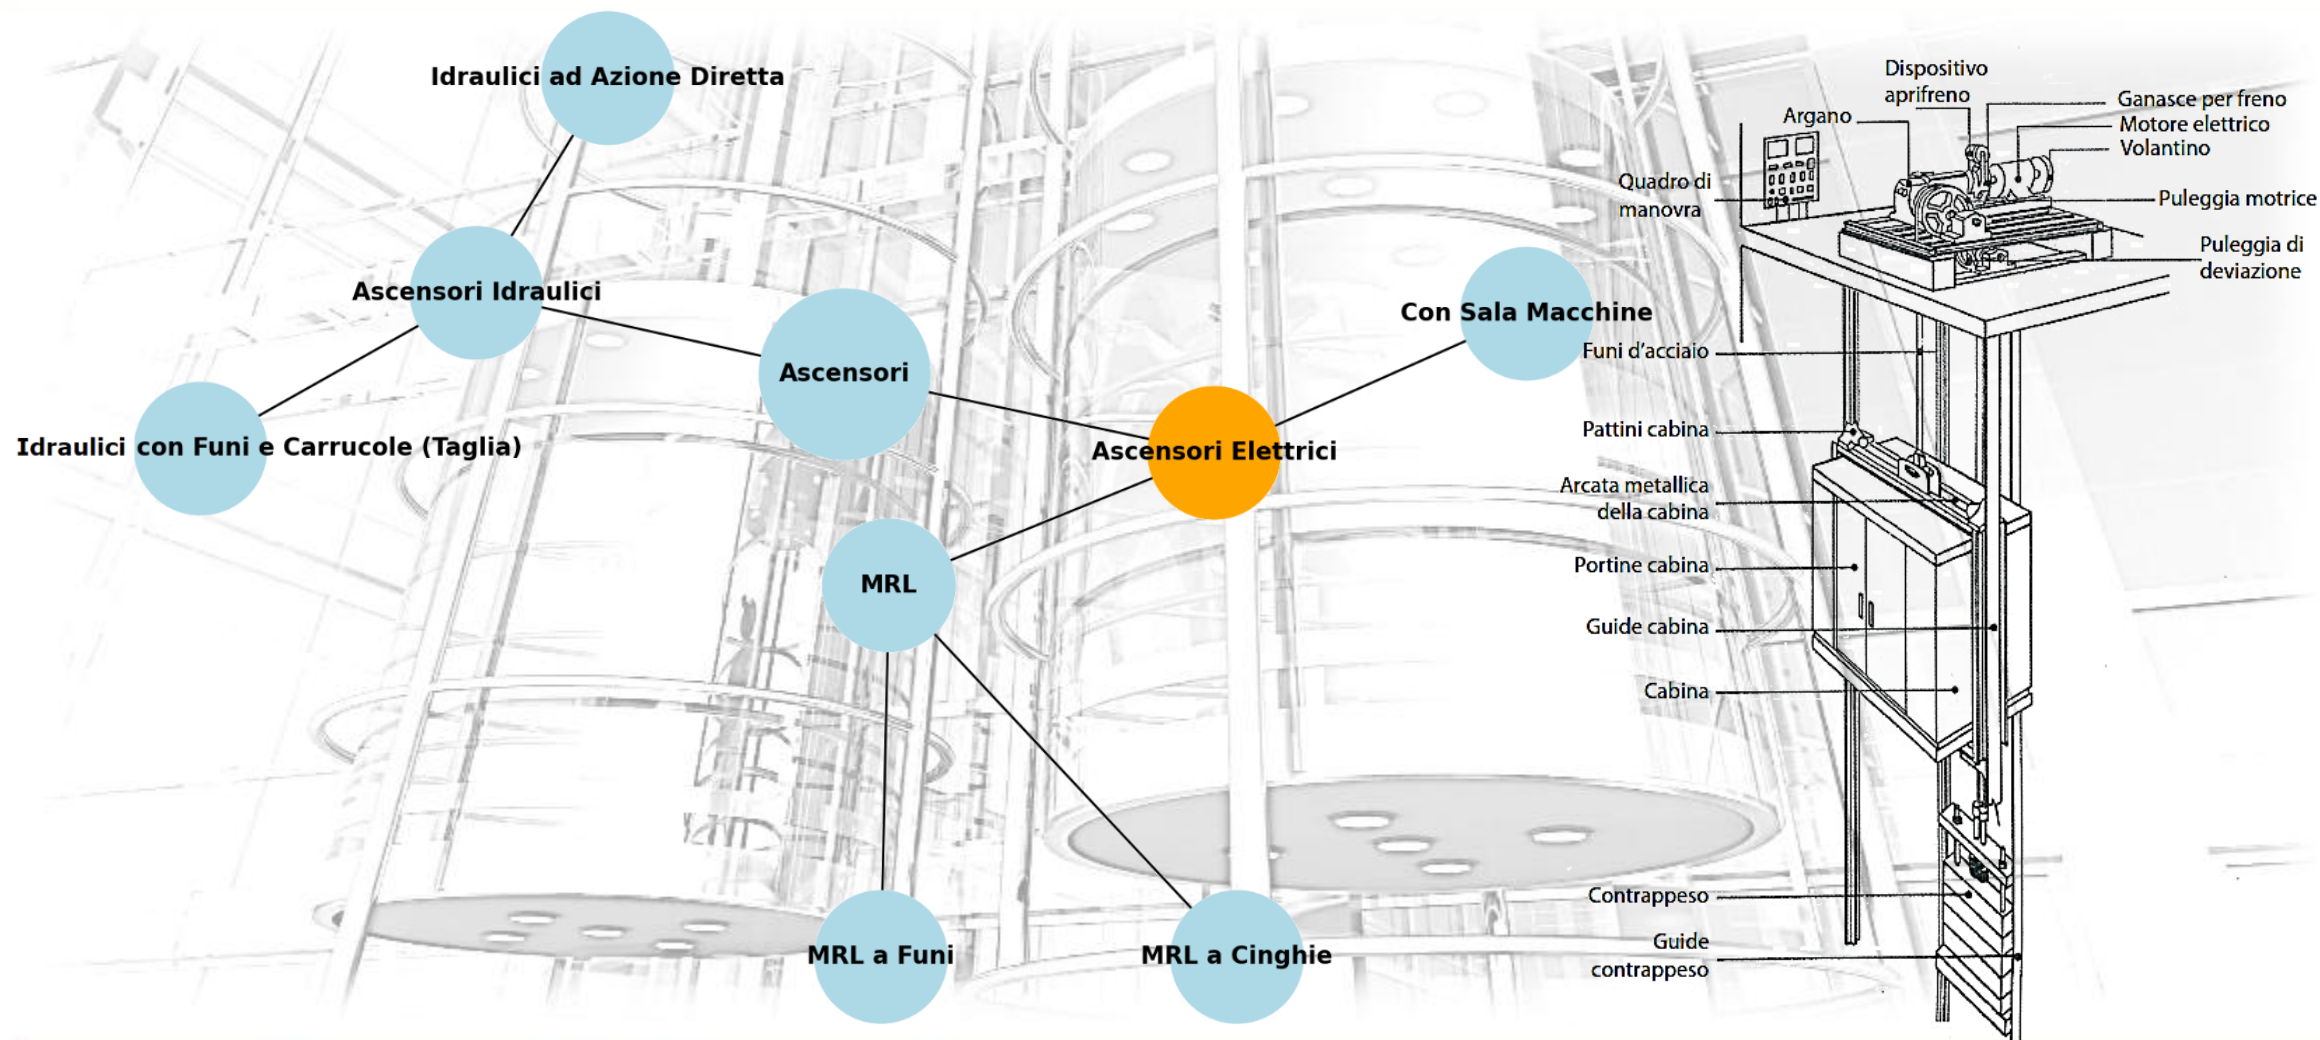 Idraulici ad Azione Diretta
Ascensori Idraulici
Ascensori
Idraulici con Funi e Carrucole (Taglia)
Con Sala Macchine
Ascensori Elettrici
MRL
MRL a Funi
MRL a Cinghie
Dispositivo
aprifreno
Argano
Ganasce per freno
Motore elettrico
Volantino
Quadro di
manovra
Puleggia motrice
Puleggia di
deviazione
Funi d'acciaio
Pattini cabina
Arcata metallica
della cabina
Portine cabina
Guide cabina
Cabina
Contrappeso
Guide
contrappeso